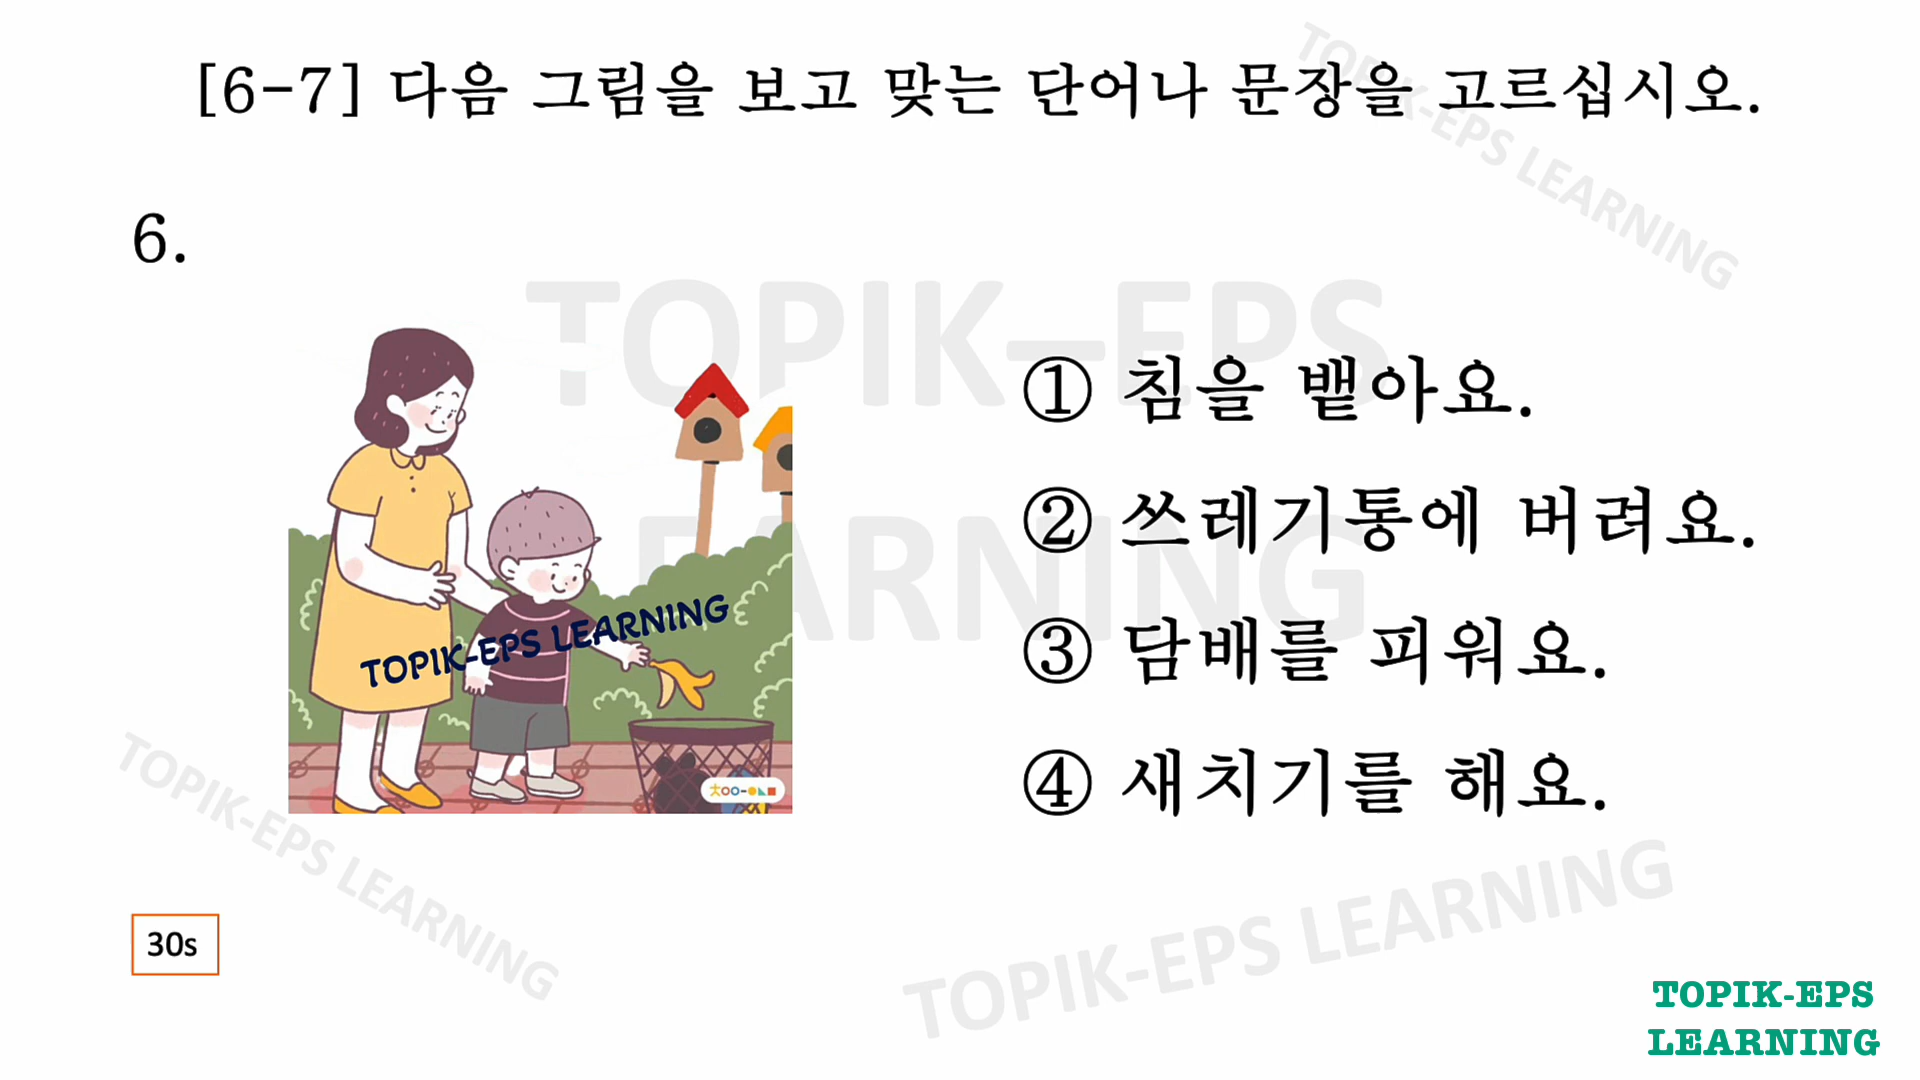 [6-7] 다음 그림을 보고 맞는 단어나 문장을 고르십시오.
TOPIK-EPS LEARNING
6.
TOPIK-EPS
LEARNING
① 침을 뱉아요.
② 쓰레기통에 버려요.
③ 담배를 피워요.
④ 새치기를 해요.
TOPIK-EPS LEARNING
TOPIK-EPS LEARNING
30s
TOPIK-EPS LEARNING
TOPIK-EPS
LEARNING